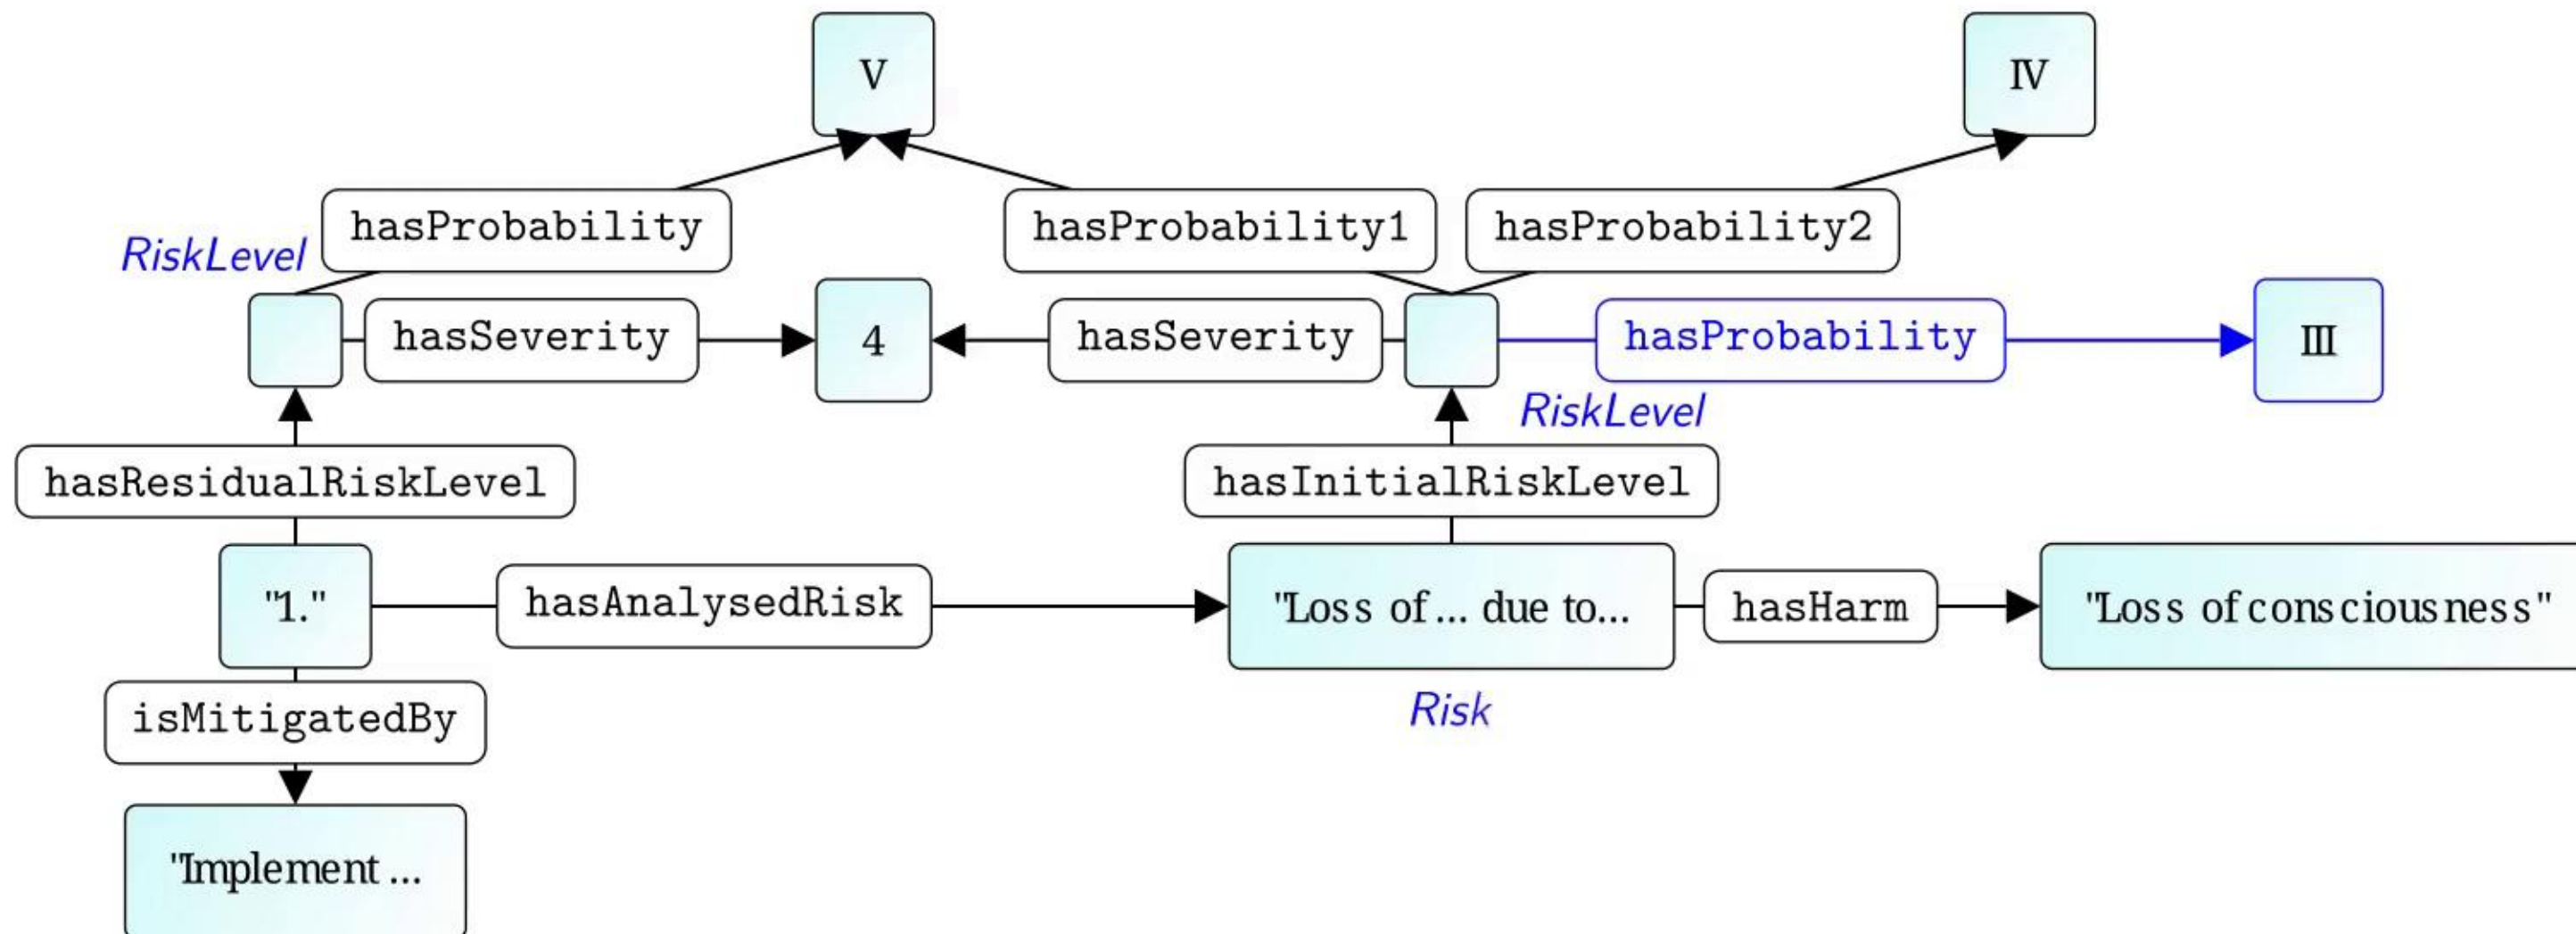 V
IV
hasProbability
hasProbability1
hasProbability2
RiskLevel
hasSeverity
4
hasSeverity
hasProbability
III
RiskLevel
hasResidualRiskLevel
hasInitialRiskLevel
"1."
hasAnalysedRisk
"Loss of ... due to...
hasHarm
"Loss of consciousness"
Risk
isMitigatedBy
"Implement ...